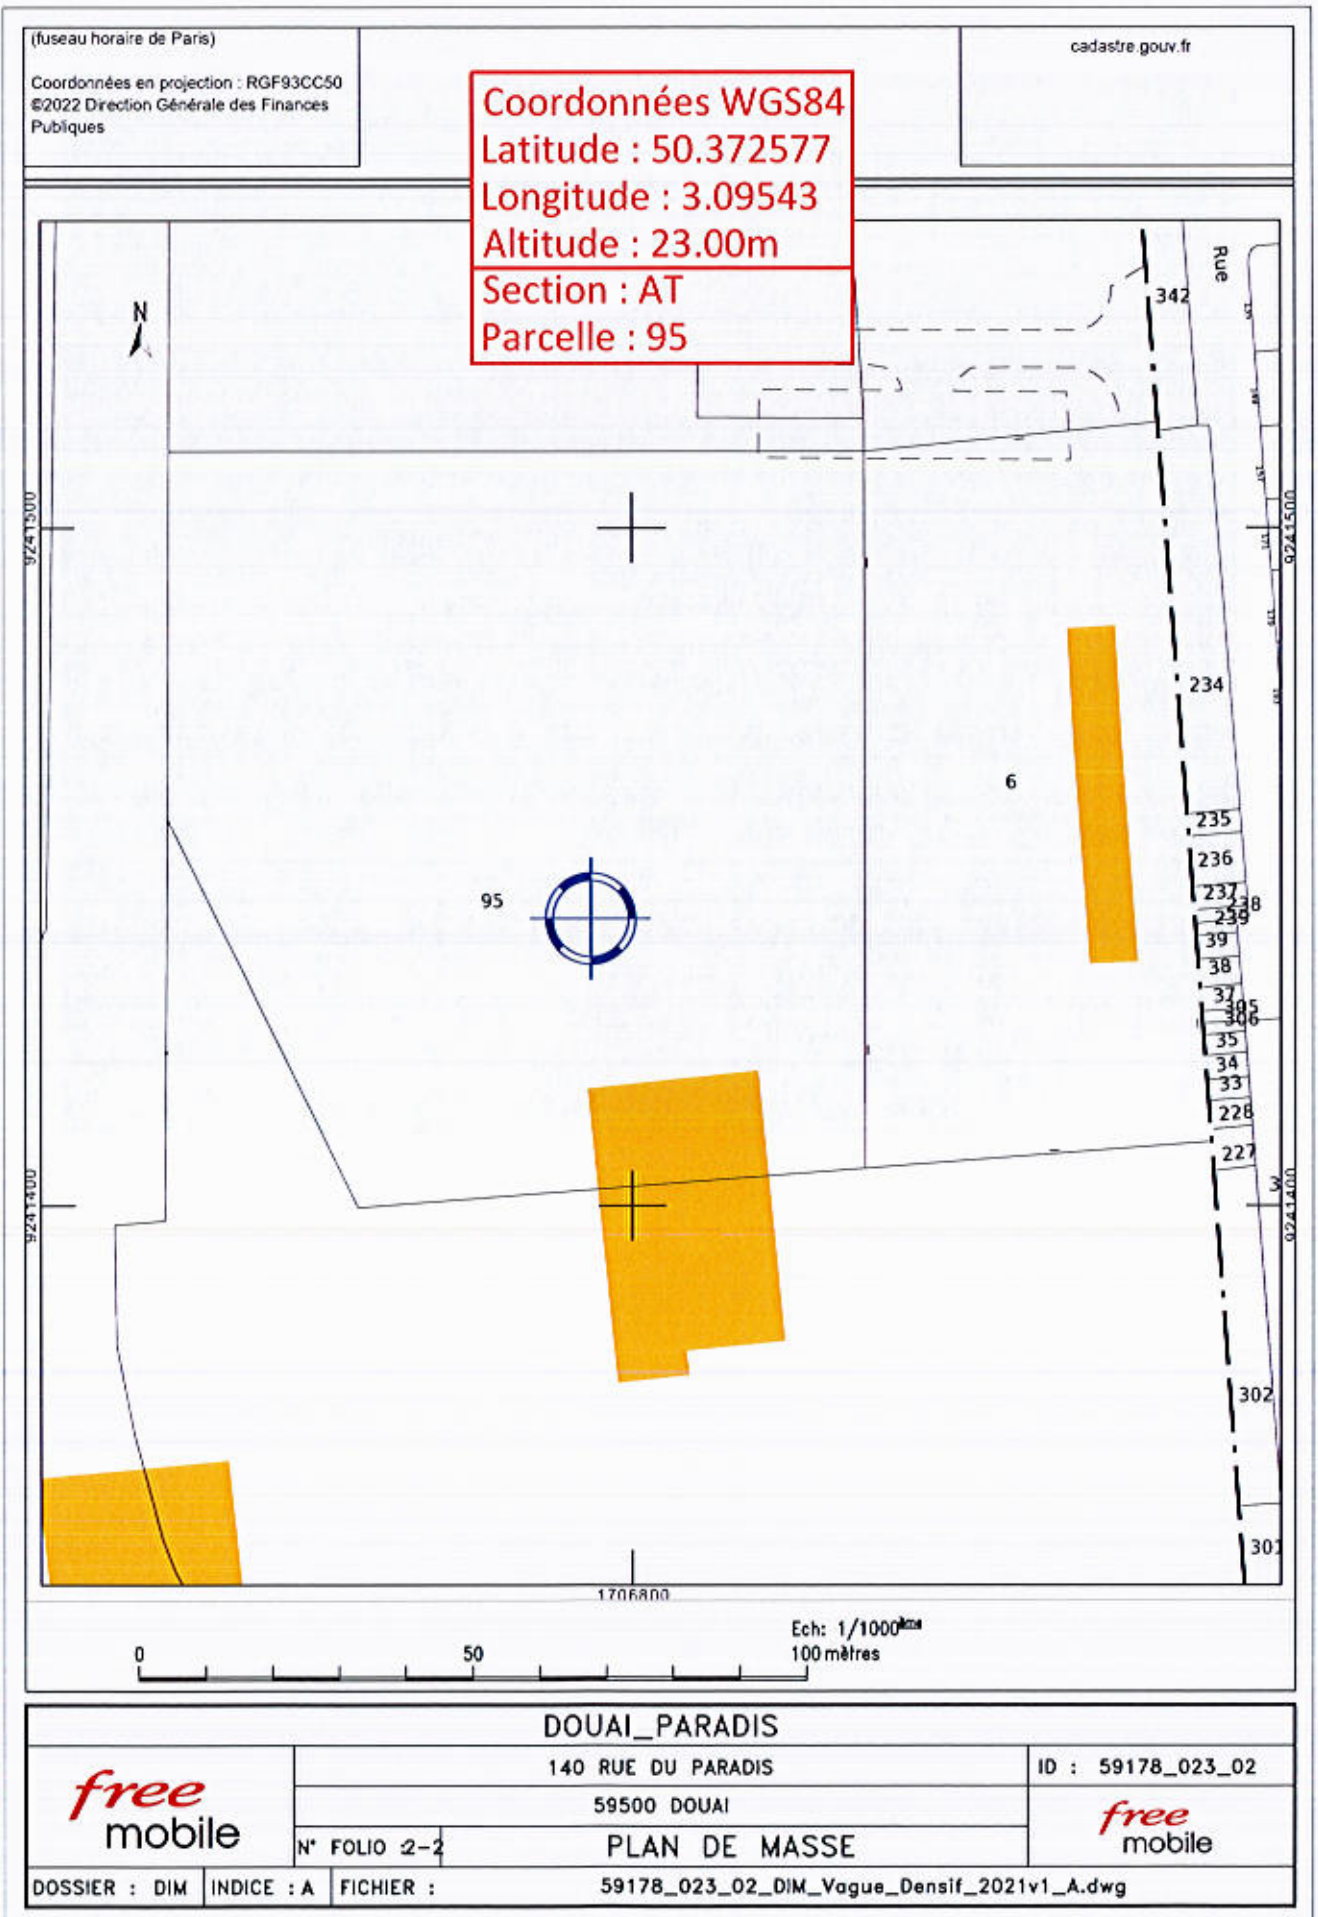 (fuseau horaire de Paris)
Coordonnées en projection : RGF93CC50
©2022 Direction Générale des Finances
Publiques
cadastre.gouv.fr
Coordonnées WGS84
Latitude : 50.372577
Longitude : 3.09543
Altitude : 23.00m
Section : AT
Parcelle : 95
N
Rue
342
9241500
9241500
234
6
235
236
95
237
238
239
39
38
37
305
306
35
34
33
228
227
3
9241400
9241400
302
301
1706800
Ech: 1/1000
0 50 100 mètres
DOUAI_PARADIS
140 RUE DU PARADIS
ID : 59178_023_02
59500 DOUAI
free
mobile
free
mobile
N° FOLIO :2-2
PLAN DE MASSE
DOSSIER : DIM
INDICE : A
FICHIER :
59178_023_02_DIM_Vague_Densif_2021v1_A.dwg